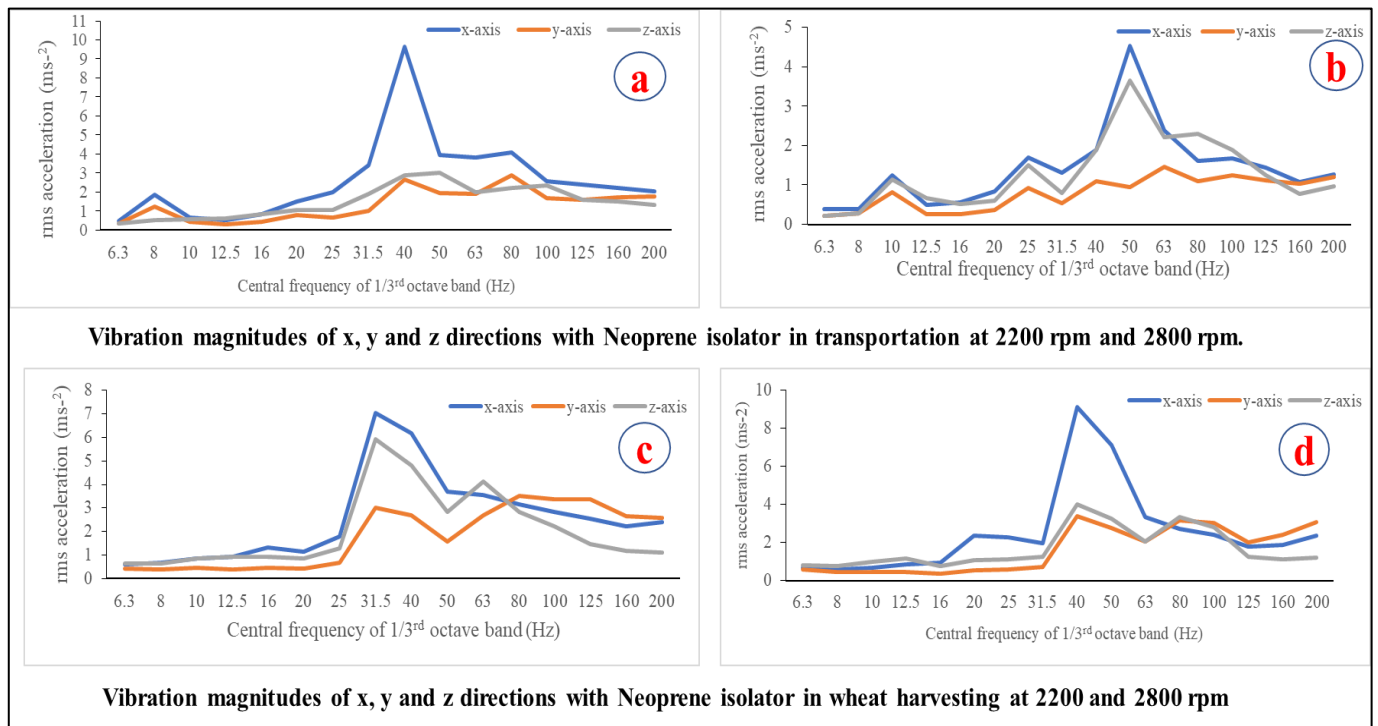 11
10
9
8
7
6
5
4
3
2
1
0
rms acceleration (ms-2)
x-axis y-axis z-axis
a
6.3 8 10 12.5 16 20 25 31.5 40 50 63 80 100 125 160 200
Central frequency of 1/3rd octave band (Hz)
5
4
3
2
1
0
rms acceleration (ms-2)
x-axis y-axis z-axis
b
6.3 8 10 12.5 16 20 25 31.5 40 50 63 80 100 125 160 200
Central frequency of 1/3rd octave band (Hz)
Vibration magnitudes of x, y and z directions with Neoprene isolator in transportation at 2200 rpm and 2800 rpm.
8
7
6
5
4
3
2
1
0
rms acceleration (ms-2)
x-axis y-axis z-axis
c
6.3 8 10 12.5 16 20 25 31.5 40 50 63 80 100 125 160 200
Central frequency of 1/3rd octave band (Hz)
10
8
6
4
2
0
rms acceleration (ms-2)
x-axis y-axis z-axis
d
6.3 8 10 12.5 16 20 25 31.5 40 50 63 80 100 125 160 200
Central frequency of 1/3rd octave band (Hz)
Vibration magnitudes of x, y and z directions with Neoprene isolator in wheat harvesting at 2200 and 2800 rpm